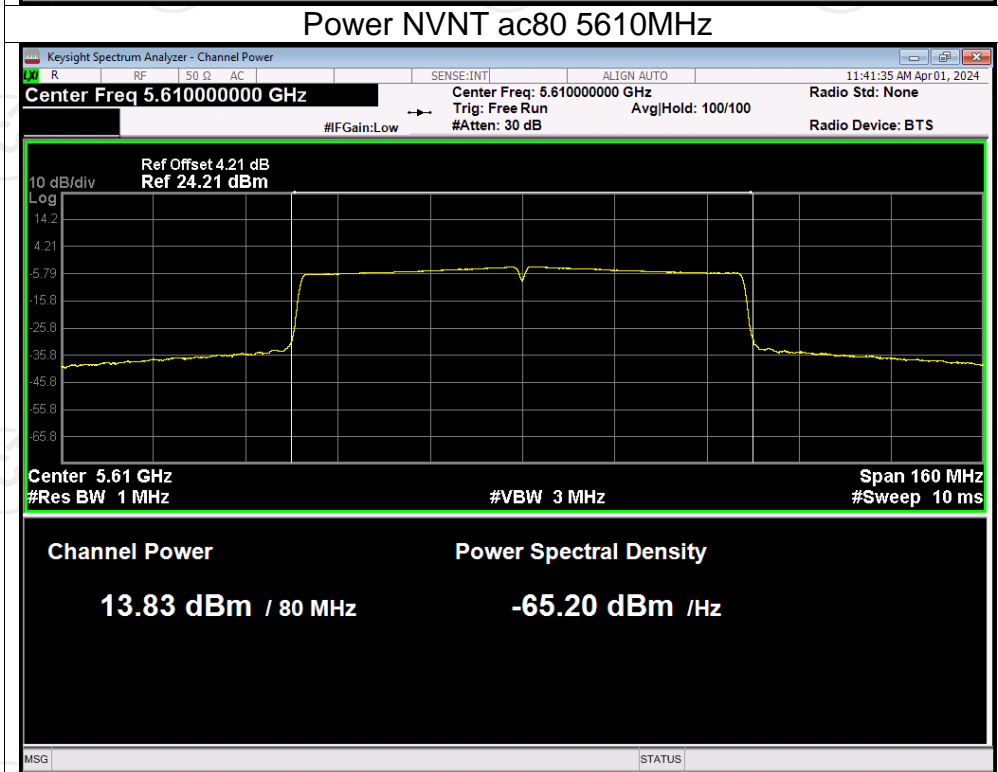 Power NVNT ac80 5610MHz
Keysight Spectrum Analyzer - Channel Power
LXI R RF 50 Ω AC SENSE:INT ALIGN AUTO 11:41:35 AM Apr 01, 2024
Center Freq 5.610000000 GHz Center Freq: 5.610000000 GHz Radio Std: None
Trig: Free Run Avg|Hold: 100/100
#IFGain:Low #Atten: 30 dB Radio Device: BTS
Ref Offset 4.21 dB
10 dB/div Ref 24.21 dBm
Log
14.2
4.21
-5.79
-15.8
-25.8
-35.8
-45.8
-55.8
-65.8
Center 5.61 GHz Span 160 MHz
#Res BW 1 MHz #VBW 3 MHz #Sweep 10 ms
Channel Power Power Spectral Density
13.83 dBm / 80 MHz -65.20 dBm /Hz
MSG STATUS